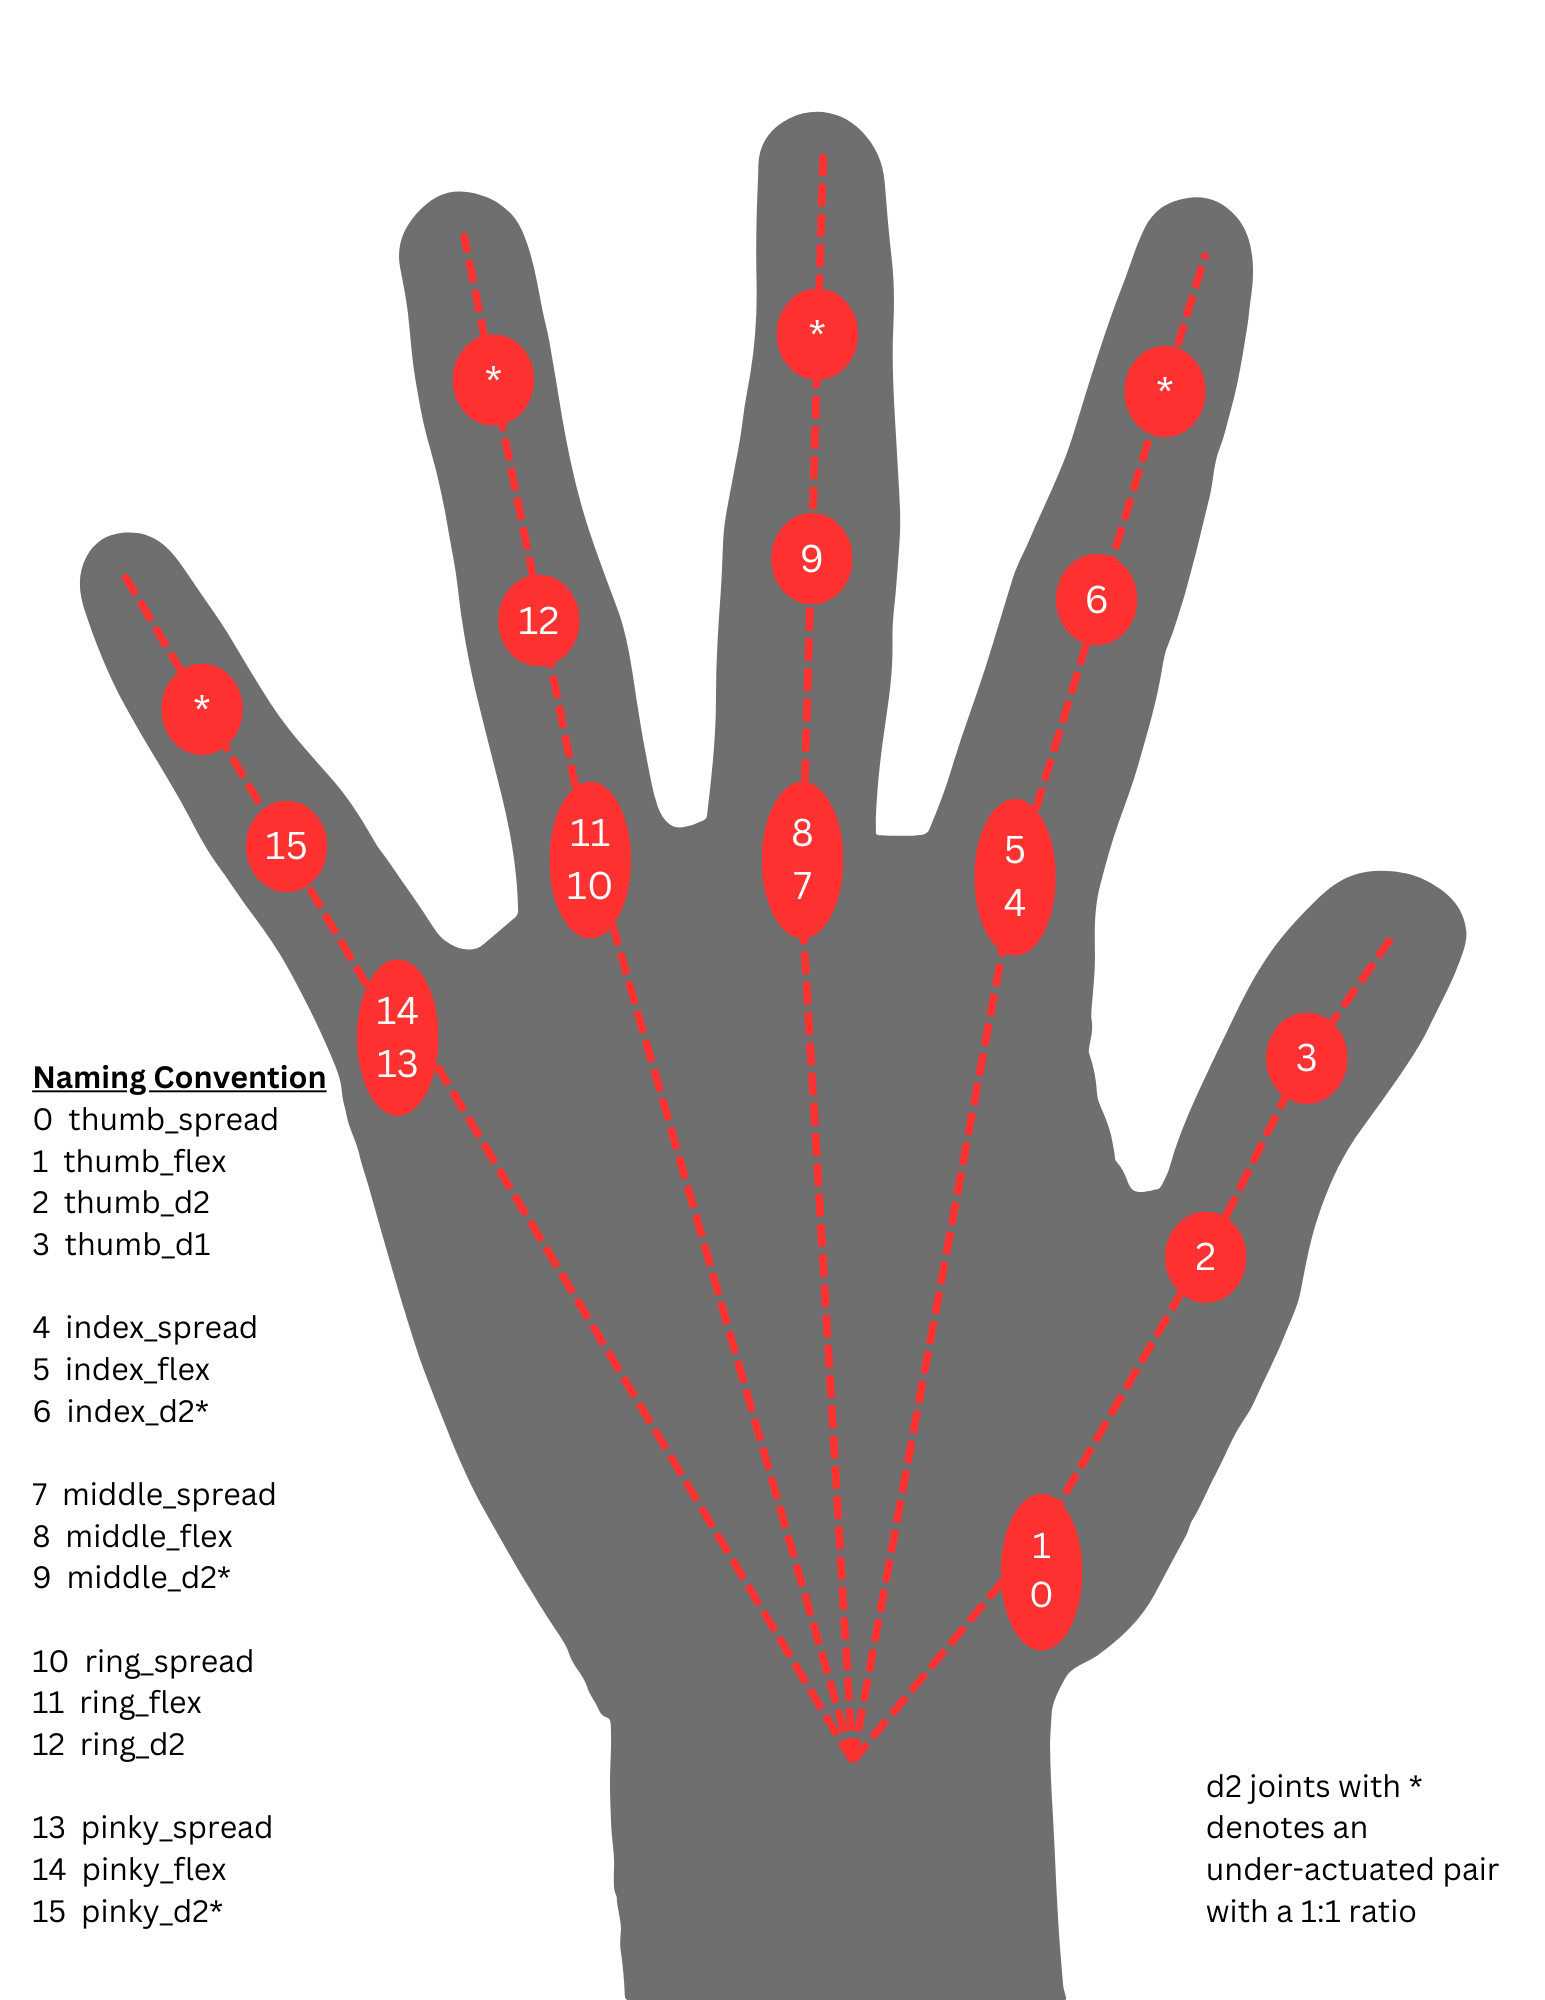 *
*
*
*
9
6
12
15
11
10
8
7
5
4
14
13
3
2
1
0
Naming Convention
0 thumb_spread
1 thumb_flex
2 thumb_d2
3 thumb_d1
4 index_spread
5 index_flex
6 index_d2*
7 middle_spread
8 middle_flex
9 middle_d2*
10 ring_spread
11 ring_flex
12 ring_d2
13 pinky_spread
14 pinky_flex
15 pinky_d2*
d2 joints with *
denotes an
under-actuated pair
with a 1:1 ratio